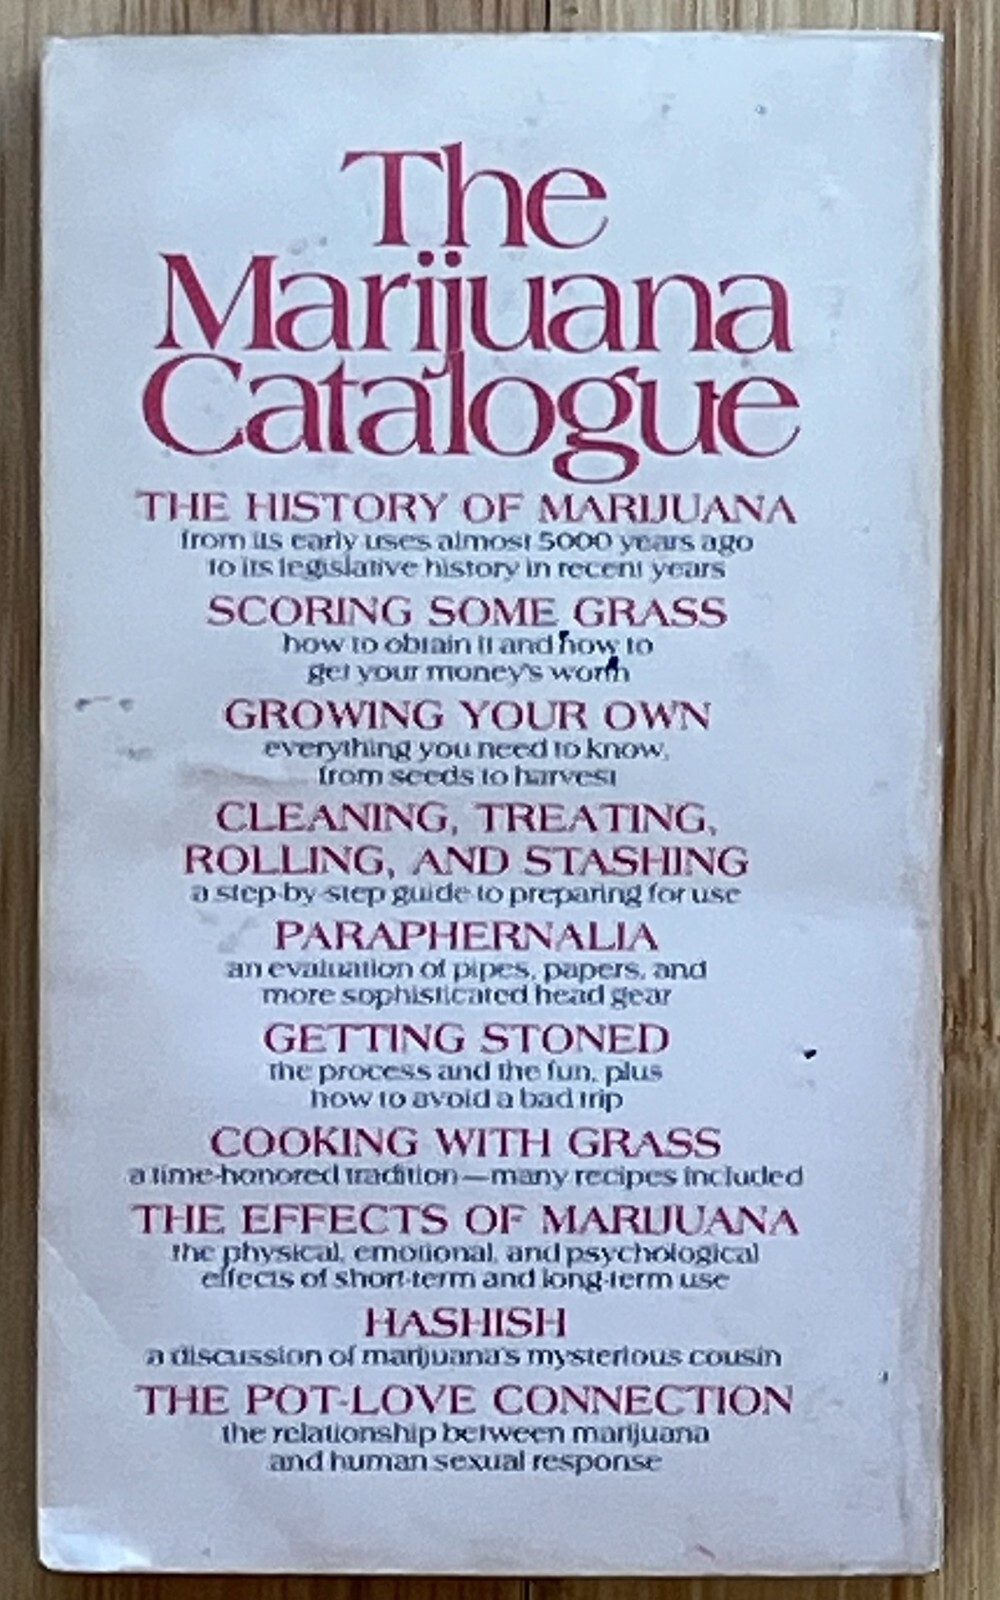 The
Marijuana
Catalogue
THE HISTORY OF MARIJUANA
from its early uses almost 5000 years ago
to its legislative history in recent years
SCORING SOME GRASS
how to obtain it and how to
get your money's worth
GROWING YOUR OWN
everything you need to know,
from seeds to harvest
CLEANING, TREATING,
ROLLING, AND STASHING
a step-by-step guide to preparing for use
PARAPHERNALIA
an evaluation of pipes, papers, and
more sophisticated head gear
GETTING STONED
the process and the fun, plus
how to avoid a bad trip
COOKING WITH GRASS
a time-honored tradition—many recipes included
THE EFFECTS OF MARIJUANA
the physical, emotional, and psychological
effects of short-term and long-term use
HASHISH
a discussion of marijuana's mysterious cousin
THE POT-LOVE CONNECTION
the relationship between marijuana
and human sexual response